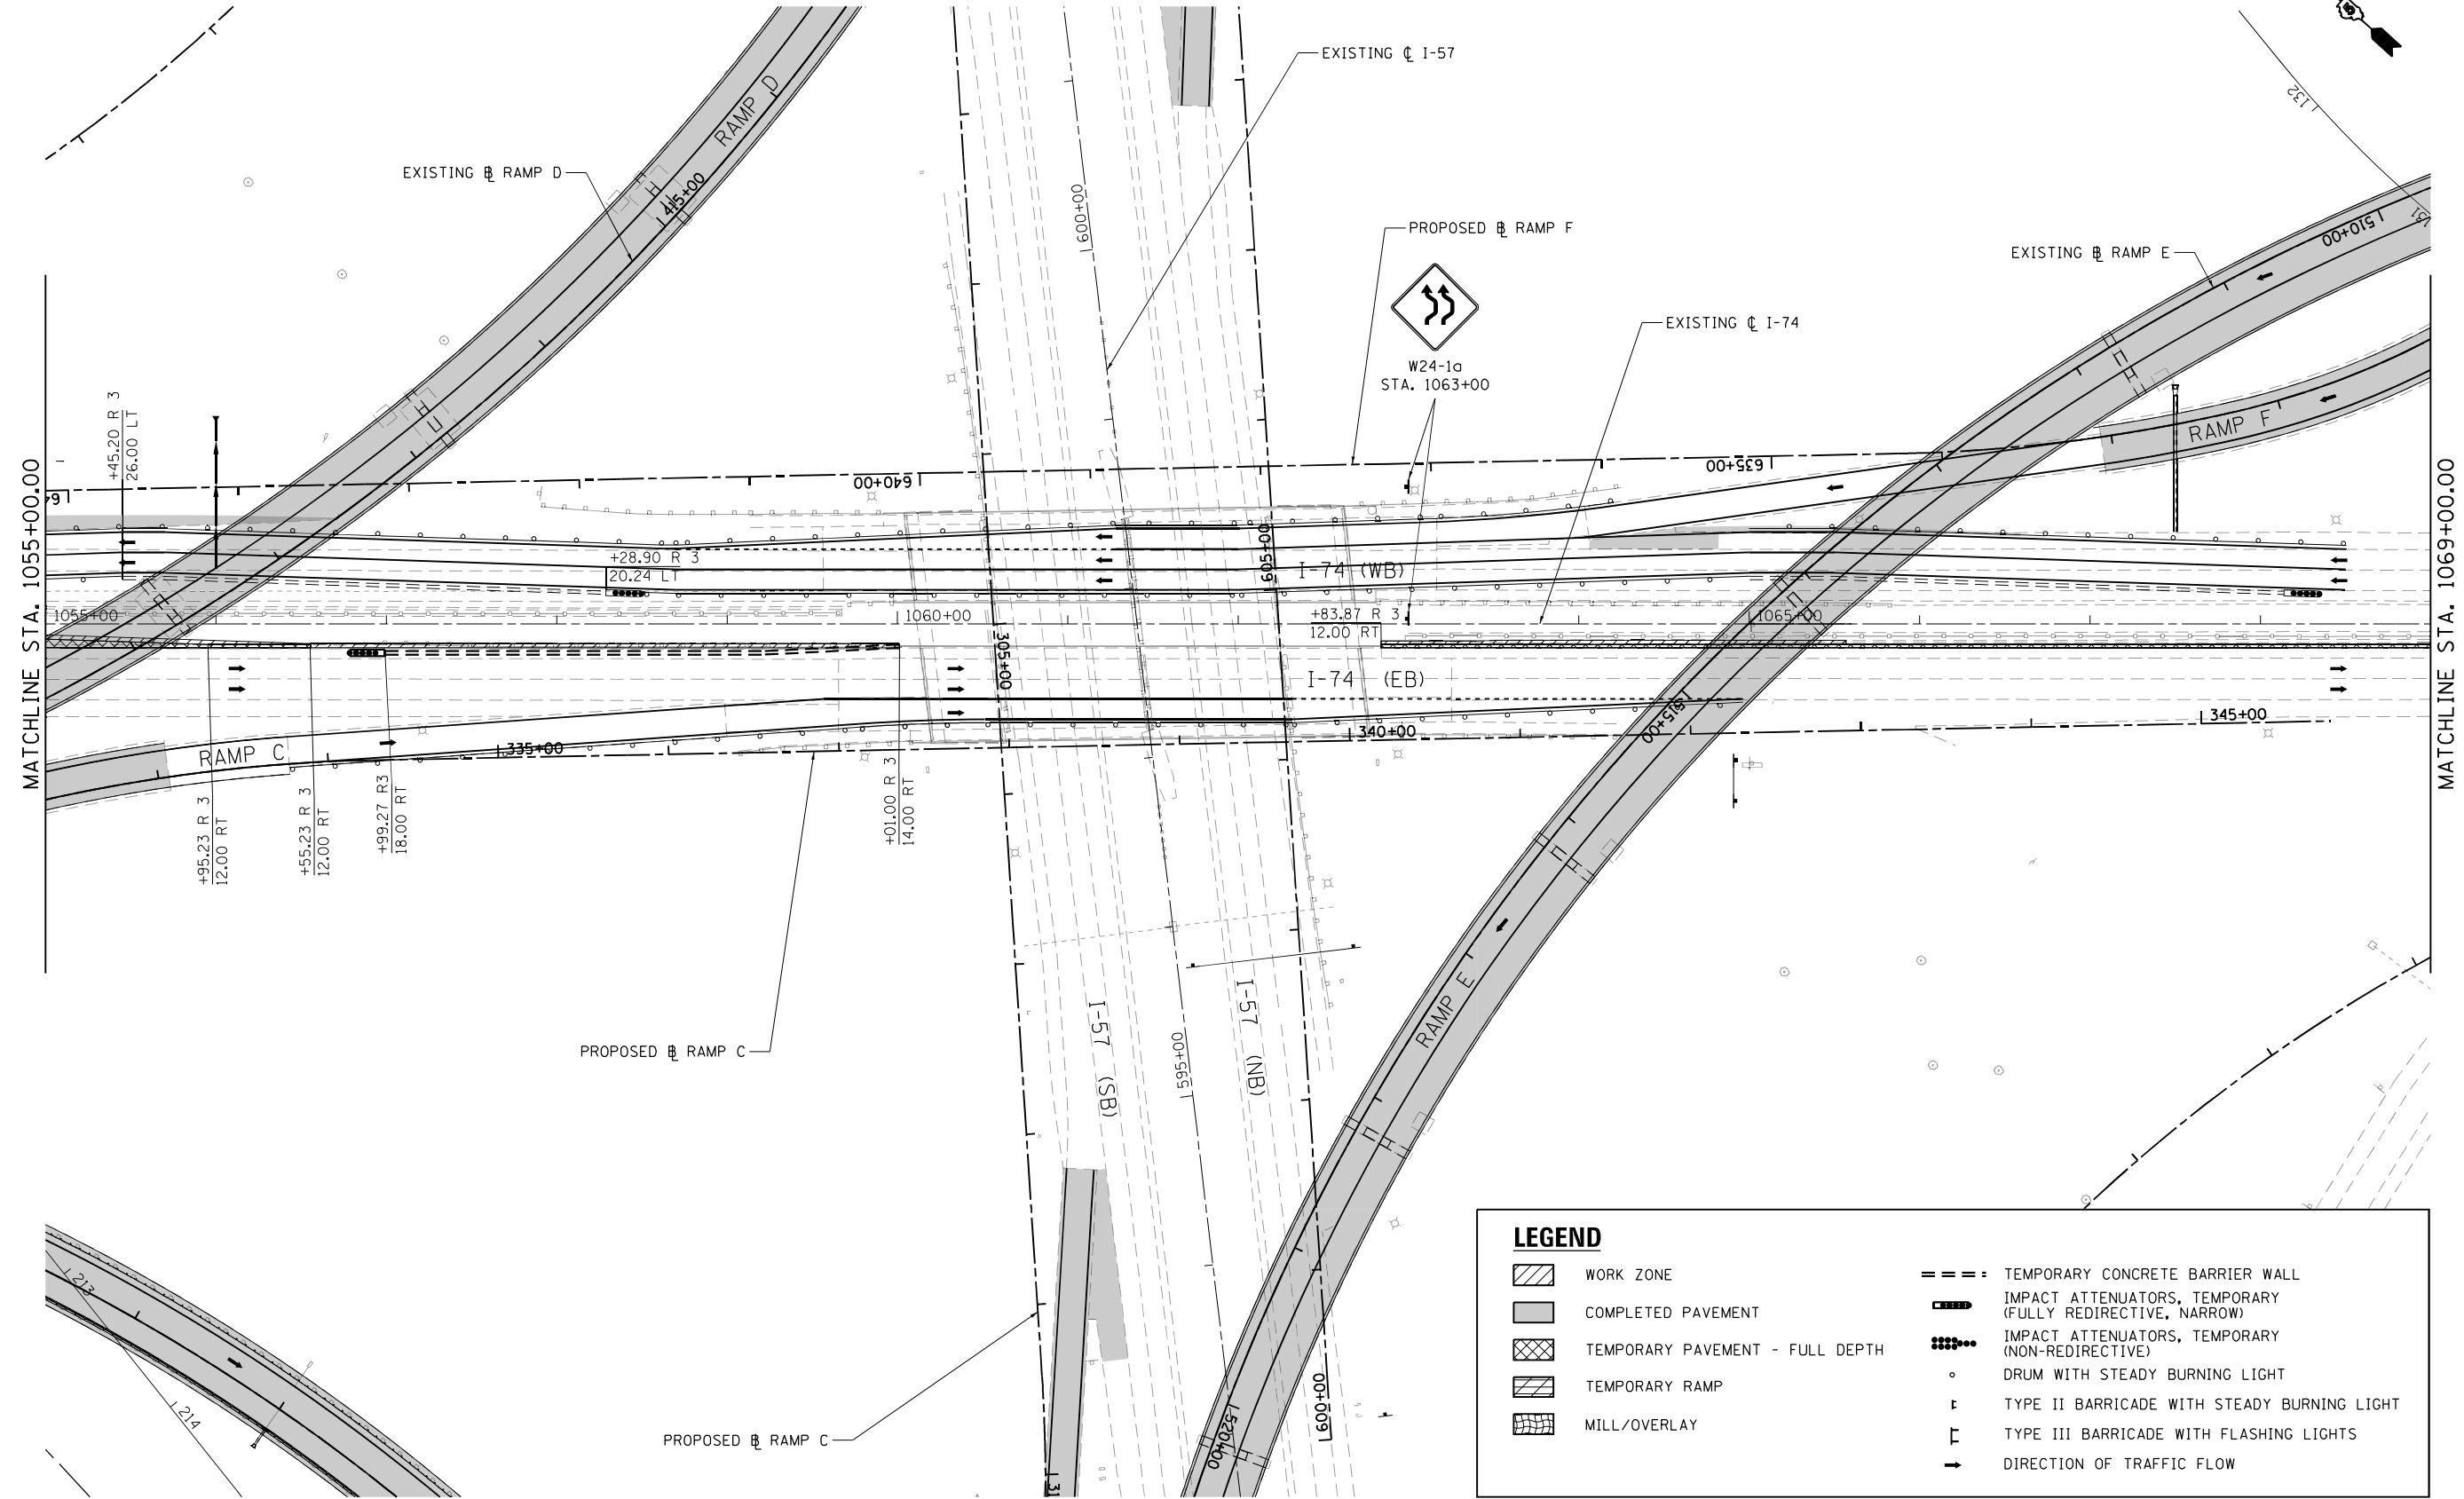 EXISTING ℄ I-57
RAMP D
132
EXISTING ⅊ RAMP D
415+00
600+00
PROPOSED ⅊ RAMP F
510+00
EXISTING ⅊ RAMP E
W24-1a
STA. 1063+00
EXISTING ℄ I-74
+45.20 R 3
26.00 LT
RAMP F
635+00
640+00
MATCHLINE STA. 1055+00.00
MATCHLINE STA. 1069+00.00
605+00
+28.90 R 3
20.24 LT
I-74 (WB)
1055+00
1060+00
+83.87 R 3
12.00 RT
1065+00
305+00
I-74 (EB)
515+00
345+00
340+00
335+00
RAMP C
+95.23 R 3
12.00 RT
+55.23 R 3
12.00 RT
+99.27 R3
18.00 RT
+01.00 R 3
14.00 RT
RAMP E
I-57 (SB)
I-57 (NB)
595+00
PROPOSED ⅊ RAMP C
213
214
PROPOSED ⅊ RAMP C
520+00
600+00
31
LEGEND
WORK ZONE
COMPLETED PAVEMENT
TEMPORARY PAVEMENT - FULL DEPTH
TEMPORARY RAMP
MILL/OVERLAY
TEMPORARY CONCRETE BARRIER WALL
IMPACT ATTENUATORS, TEMPORARY
(FULLY REDIRECTIVE, NARROW)
IMPACT ATTENUATORS, TEMPORARY
(NON-REDIRECTIVE)
DRUM WITH STEADY BURNING LIGHT
TYPE II BARRICADE WITH STEADY BURNING LIGHT
TYPE III BARRICADE WITH FLASHING LIGHTS
DIRECTION OF TRAFFIC FLOW